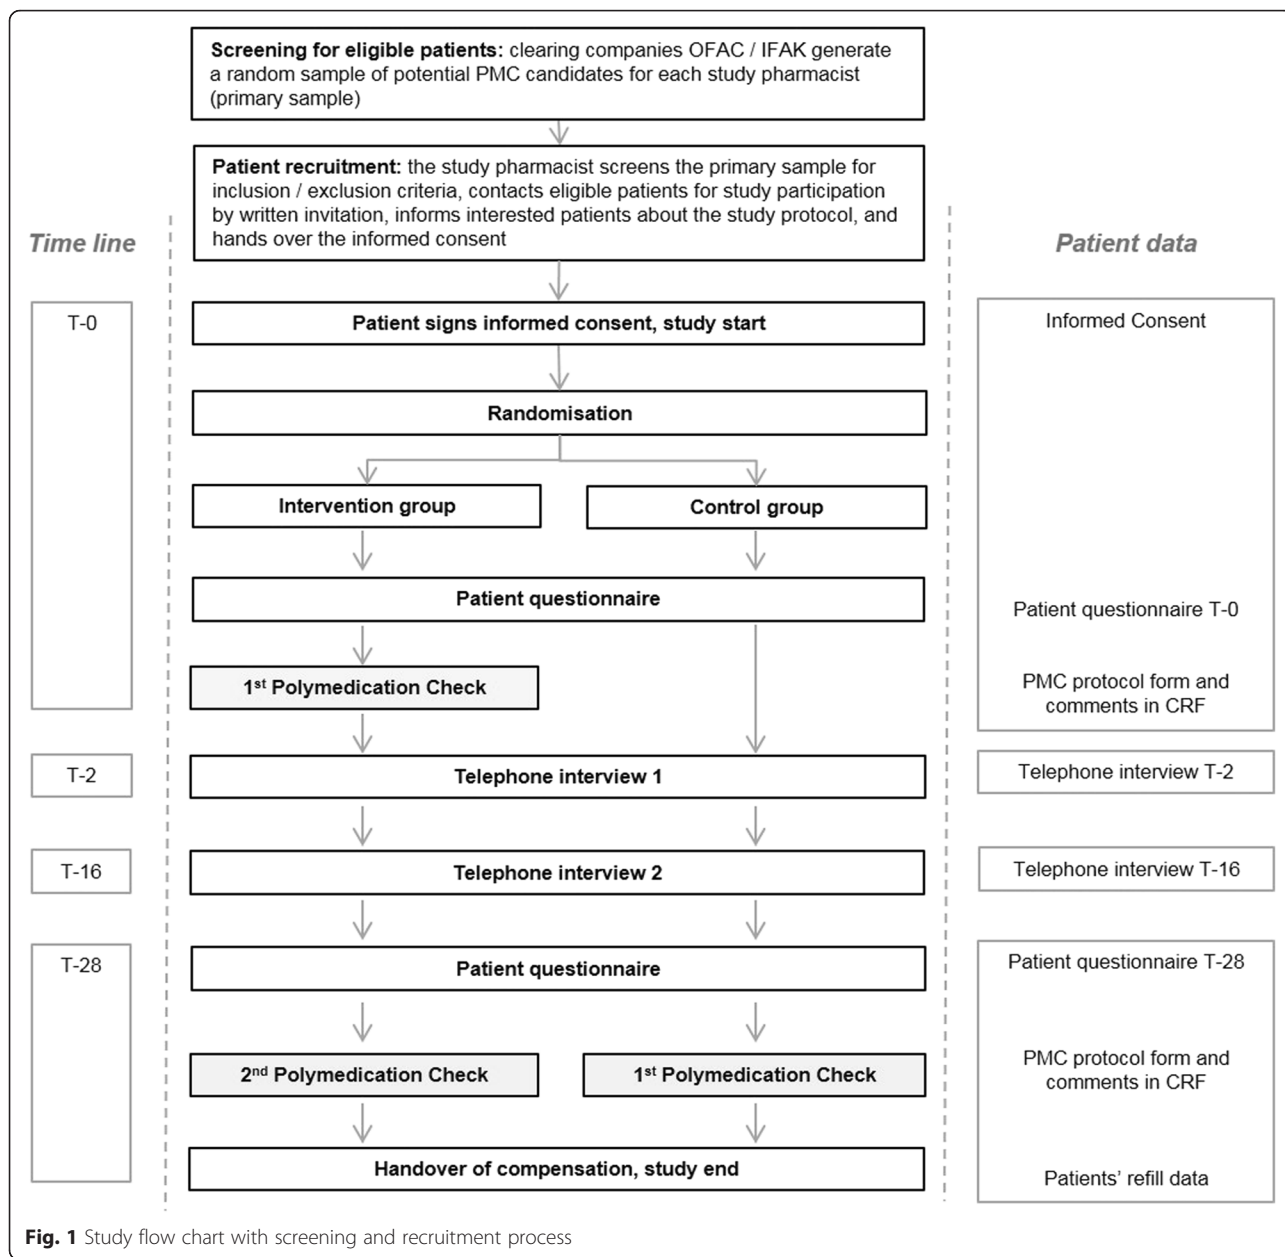 Screening for eligible patients: clearing companies OFAC / IFAK generate
a random sample of potential PMC candidates for each study pharmacist
(primary sample)
Patient recruitment: the study pharmacist screens the primary sample for
inclusion / exclusion criteria, contacts eligible patients for study participation
by written invitation, informs interested patients about the study protocol, and
hands over the informed consent
Time line
Patient data
T-0
Patient signs informed consent, study start
Informed Consent
Randomisation
Intervention group
Control group
Patient questionnaire
Patient questionnaire T-0
1st Polymedication Check
PMC protocol form and
comments in CRF
T-2
Telephone interview 1
Telephone interview T-2
T-16
Telephone interview 2
Telephone interview T-16
T-28
Patient questionnaire
Patient questionnaire T-28
2nd Polymedication Check
1st Polymedication Check
PMC protocol form and
comments in CRF
Handover of compensation, study end
Patients' refill data
Fig. 1 Study flow chart with screening and recruitment process